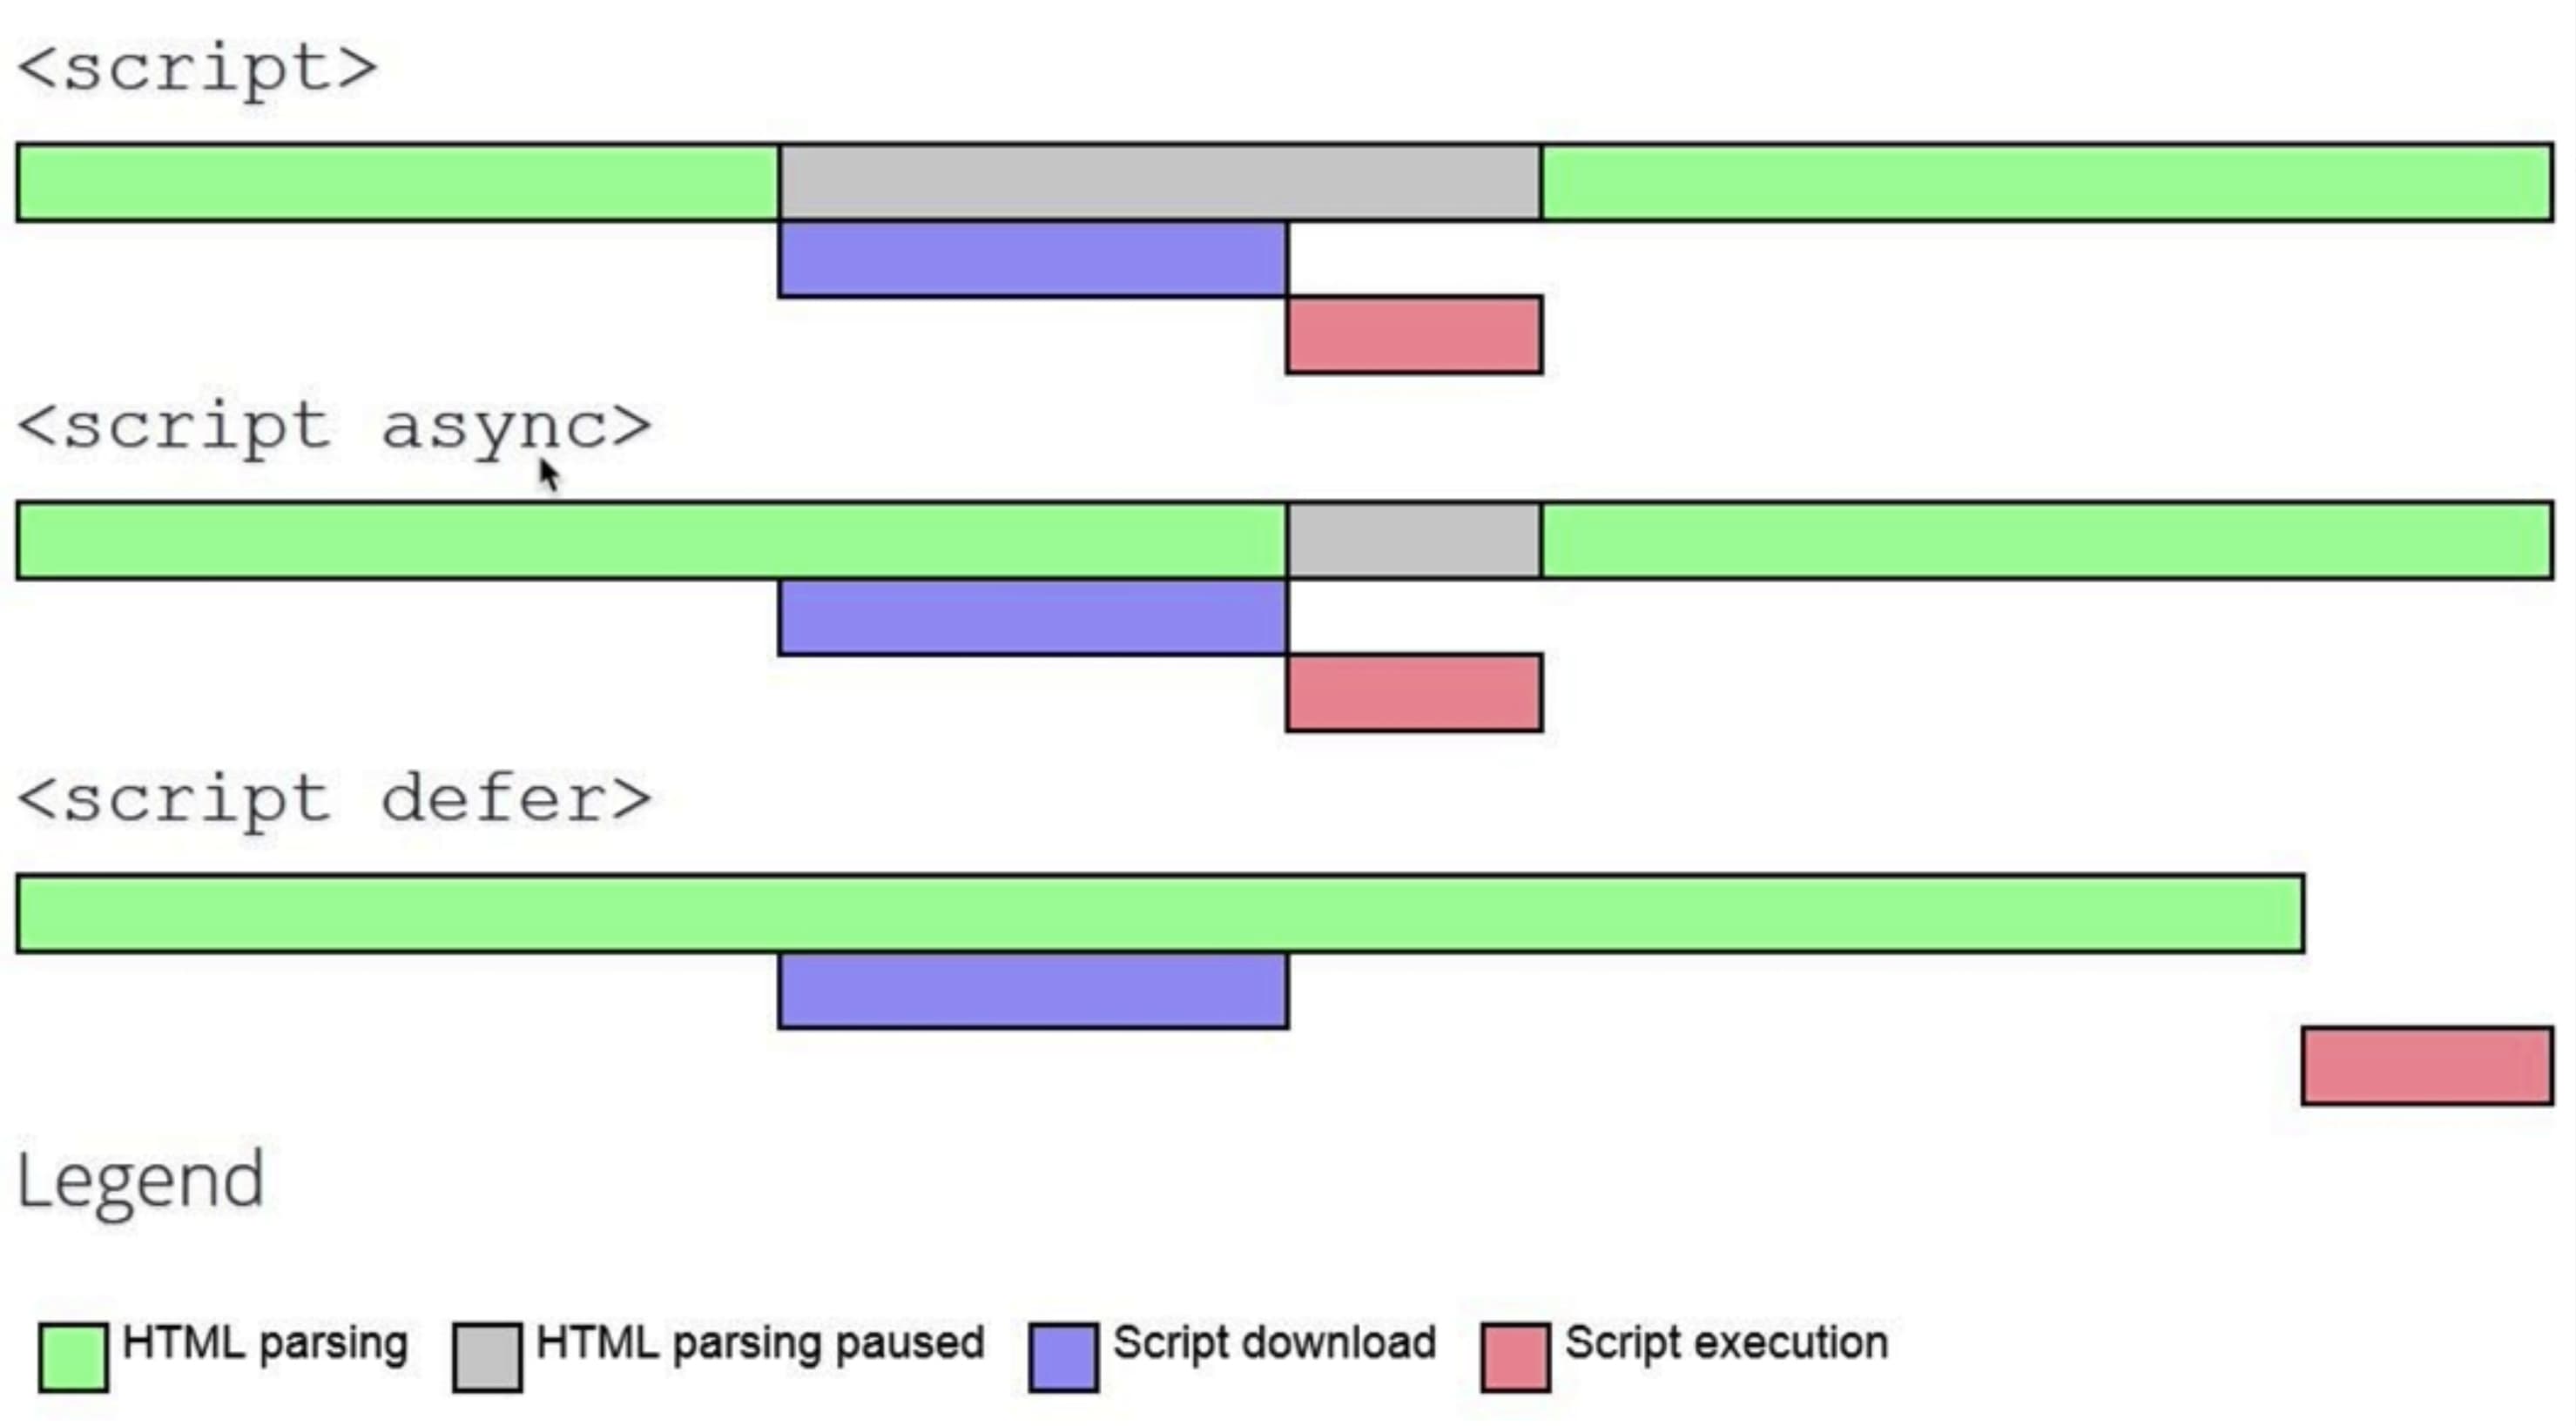 <script>
<script async>
<script defer>
Legend
HTML parsing HTML parsing paused Script download Script execution